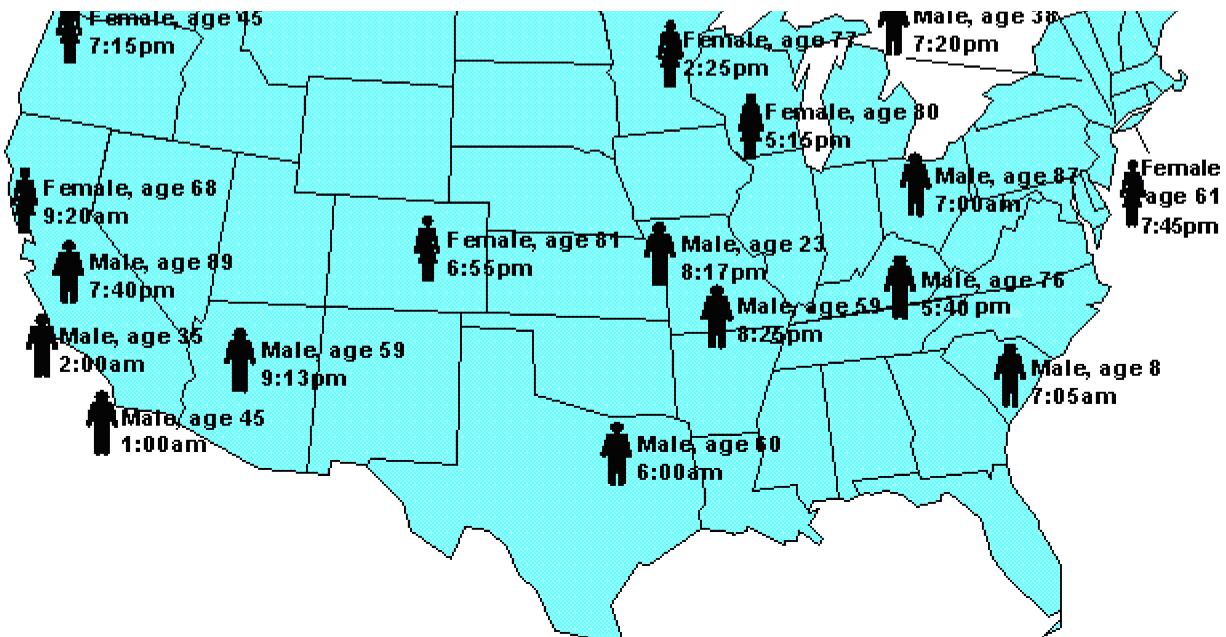 Female, age 45
7:15pm
Male, age 38
7:20pm
Female, age 77
2:25pm
Female, age 80
5:15pm
Male, age 87
7:00am
Female
age 61
7:45pm
Female, age 68
9:20am
Female, age 81
6:55pm
Male, age 23
8:17pm
Male, age 89
7:40pm
Male, age 76
5:40 pm
Male, age 59
8:25pm
Male, age 35
2:00am
Male, age 59
9:13pm
Male, age 8
7:05am
Male, age 45
1:00am
Male, age 60
6:00am